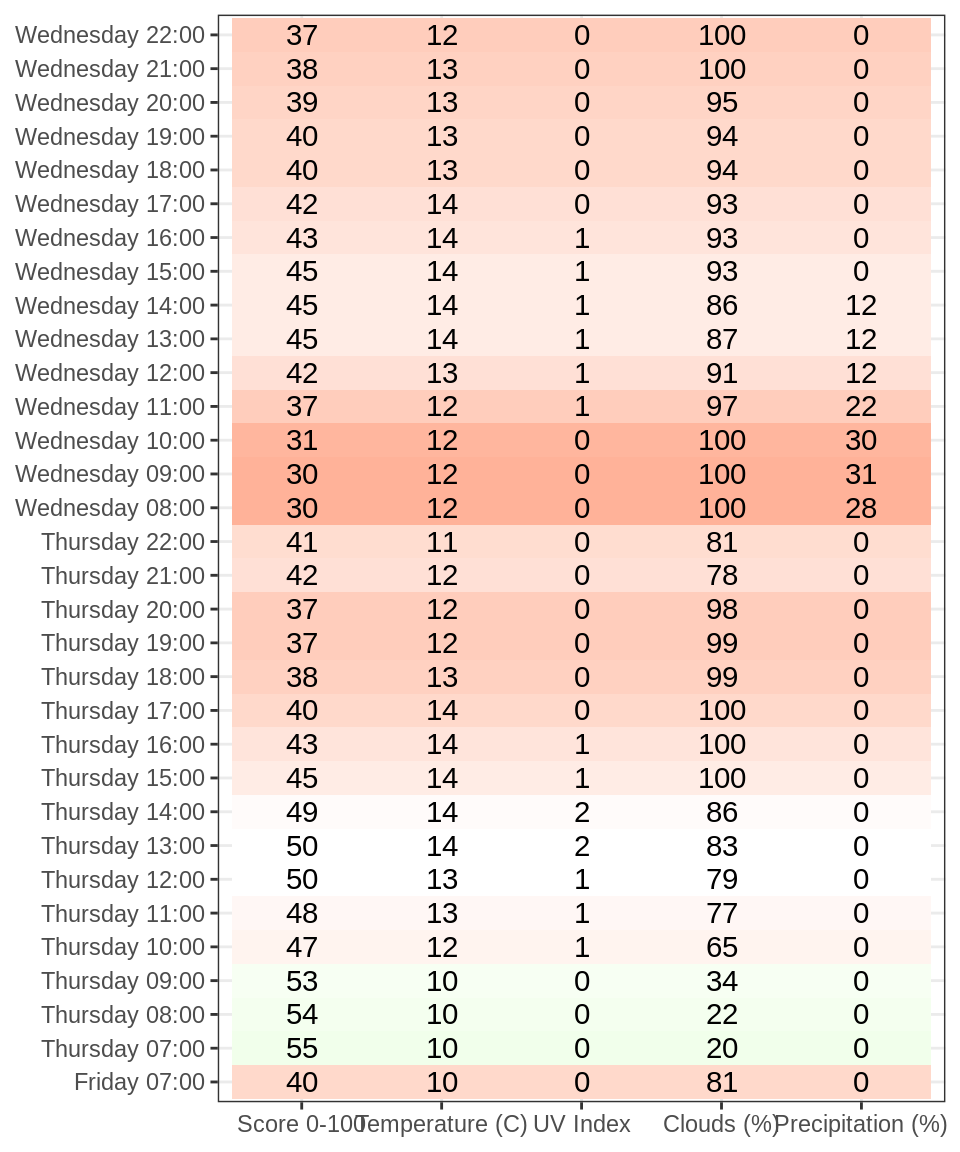 Wednesday 22:00 37 12 0 100 0
Wednesday 21:00 38 13 0 100 0
Wednesday 20:00 39 13 0 95 0
Wednesday 19:00 40 13 0 94 0
Wednesday 18:00 40 13 0 94 0
Wednesday 17:00 42 14 0 93 0
Wednesday 16:00 43 14 1 93 0
Wednesday 15:00 45 14 1 93 0
Wednesday 14:00 45 14 1 86 12
Wednesday 13:00 45 14 1 87 12
Wednesday 12:00 42 13 1 91 12
Wednesday 11:00 37 12 1 97 22
Wednesday 10:00 31 12 0 100 30
Wednesday 09:00 30 12 0 100 31
Wednesday 08:00 30 12 0 100 28
Thursday 22:00 41 11 0 81 0
Thursday 21:00 42 12 0 78 0
Thursday 20:00 37 12 0 98 0
Thursday 19:00 37 12 0 99 0
Thursday 18:00 38 13 0 99 0
Thursday 17:00 40 14 0 100 0
Thursday 16:00 43 14 1 100 0
Thursday 15:00 45 14 1 100 0
Thursday 14:00 49 14 2 86 0
Thursday 13:00 50 14 2 83 0
Thursday 12:00 50 13 1 79 0
Thursday 11:00 48 13 1 77 0
Thursday 10:00 47 12 1 65 0
Thursday 09:00 53 10 0 34 0
Thursday 08:00 54 10 0 22 0
Thursday 07:00 55 10 0 20 0
Friday 07:00 40 10 0 81 0
Score 0-100 Temperature (C) UV Index Clouds (%) Precipitation (%)